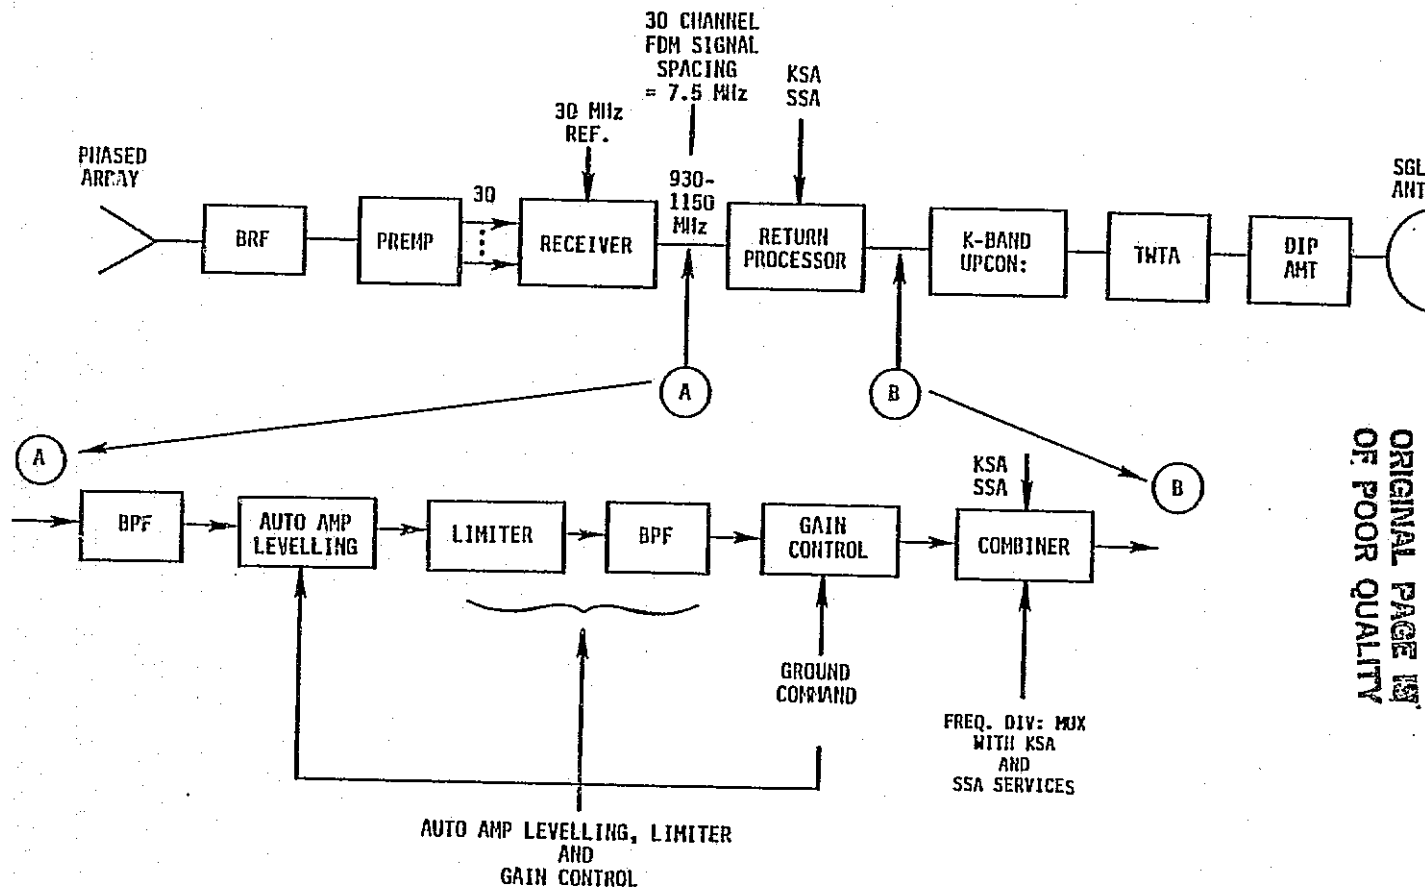 30 CHANNEL
FDM SIGNAL
SPACING
= 7.5 MHz
KSA
SSA
30 MHz
REF.
PHASED
ARRAY
SGL
ANT
30
930-
1150
MHz
BRF
PREMP
RECEIVER
RETURN
PROCESSOR
K-BAND
UPCON:
TWTA
DIP
AMT
A
B
A
B
KSA
SSA
BPF
AUTO AMP
LEVELLING
LIMITER
BPF
GAIN
CONTROL
COMBINER
GROUND
COMMAND
FREQ. DIV: MUX
WITH KSA
AND
SSA SERVICES
AUTO AMP LEVELLING, LIMITER
AND
GAIN CONTROL
ORIGINAL PAGE IS
OF POOR QUALITY